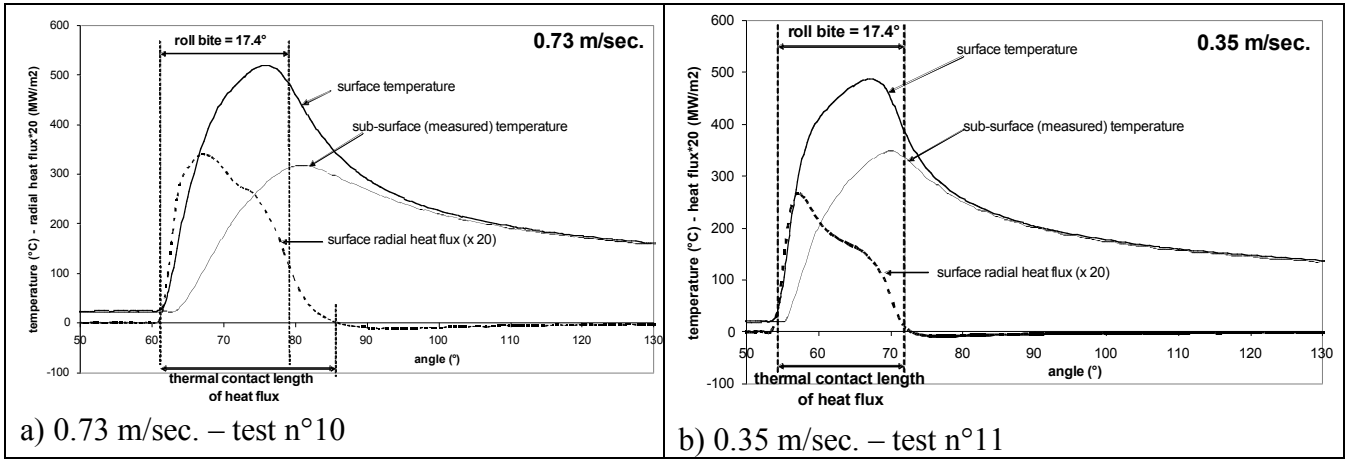 600
500
400
300
200
100
0
-100
temperature (°C) - radial heat flux*20 (MW/m2)
roll bite = 17.4°
0.73 m/sec.
surface temperature
sub-surface (measured) temperature
surface radial heat flux (x 20)
50 60 70 80 90 100 110 120 130
angle (°)
thermal contact length
of heat flux
a) 0.73 m/sec. – test n°10
600
500
400
300
200
100
0
-100
temperature (°C) - heat flux*20 (MW/m2)
roll bite = 17.4°
0.35 m/sec.
surface temperature
sub-surface (measured) temperature
surface radial heat flux (x 20)
50 60 70 80 90 100 110 120 130
angle (°)
thermal contact length
of heat flux
b) 0.35 m/sec. – test n°11